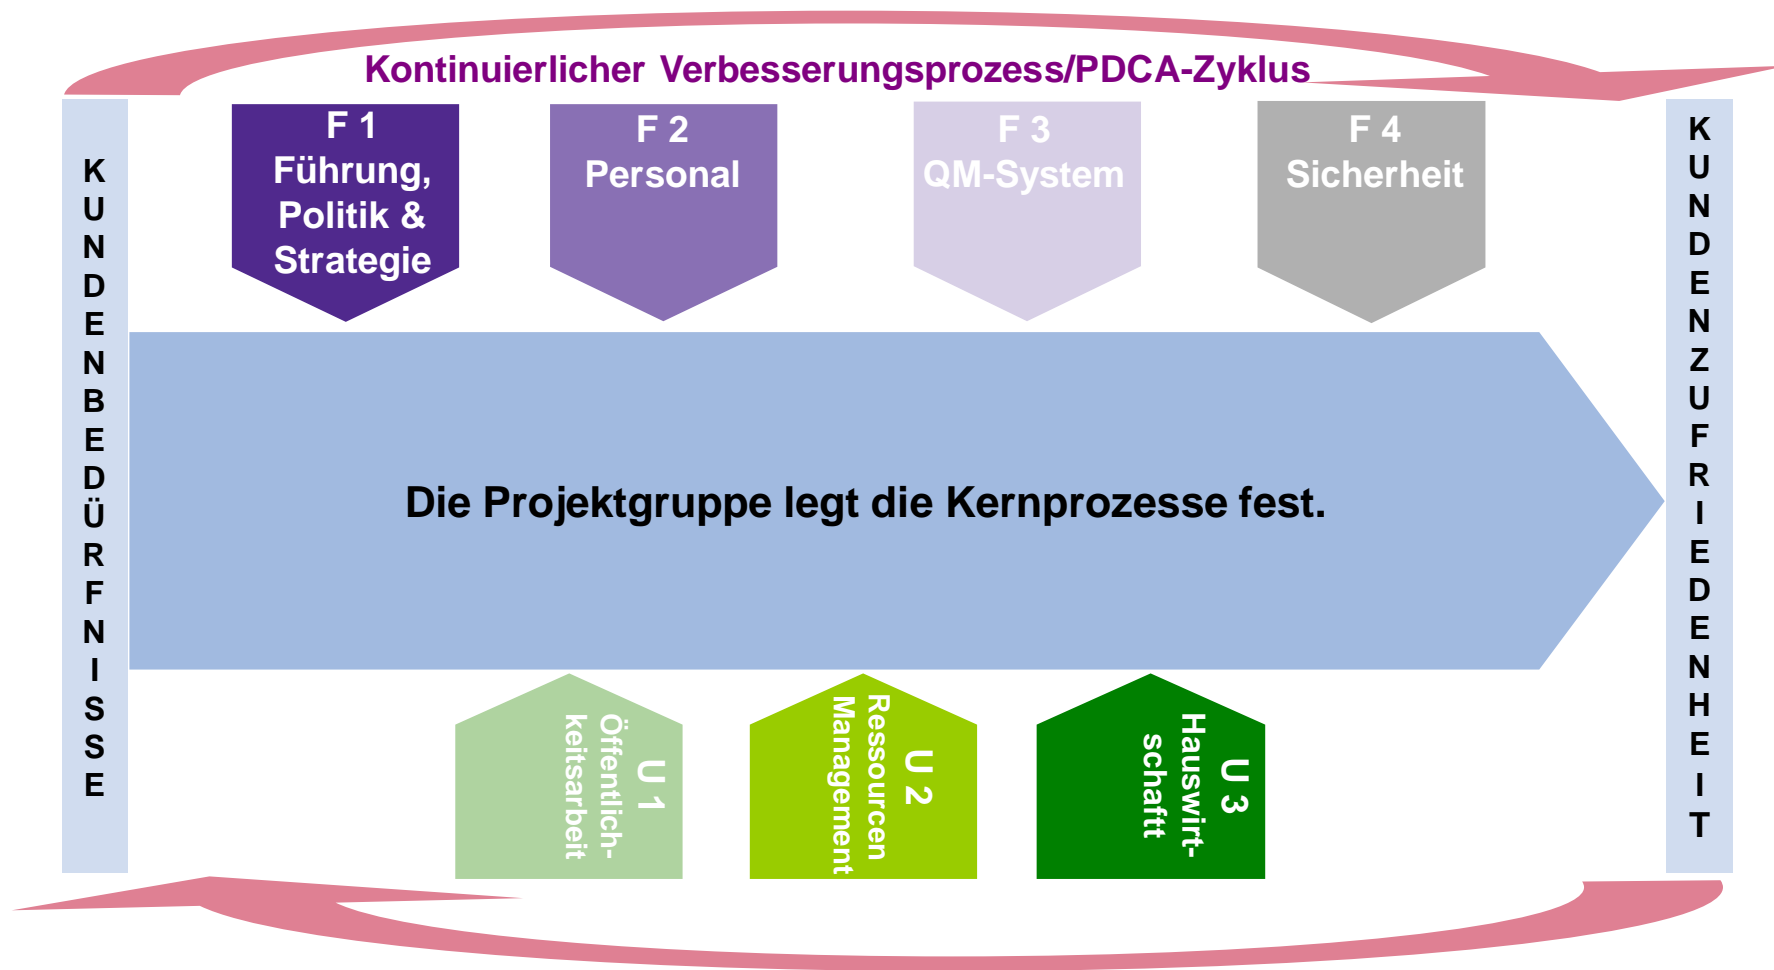 Kontinuierlicher Verbesserungsprozess/PDCA-Zyklus
KUNDENBEDÜRFNISSE
F 1
Führung,
Politik &
Strategie
F 2
Personal
F 3
QM-System
F 4
Sicherheit
Die Projektgruppe legt die Kernprozesse fest.
U 1
Öffentlich-
keitsarbeit
U 2
Ressourcen
Management
U 3
Hauswirt-
schaftt
KUNDENZUFRIEDENHEIT